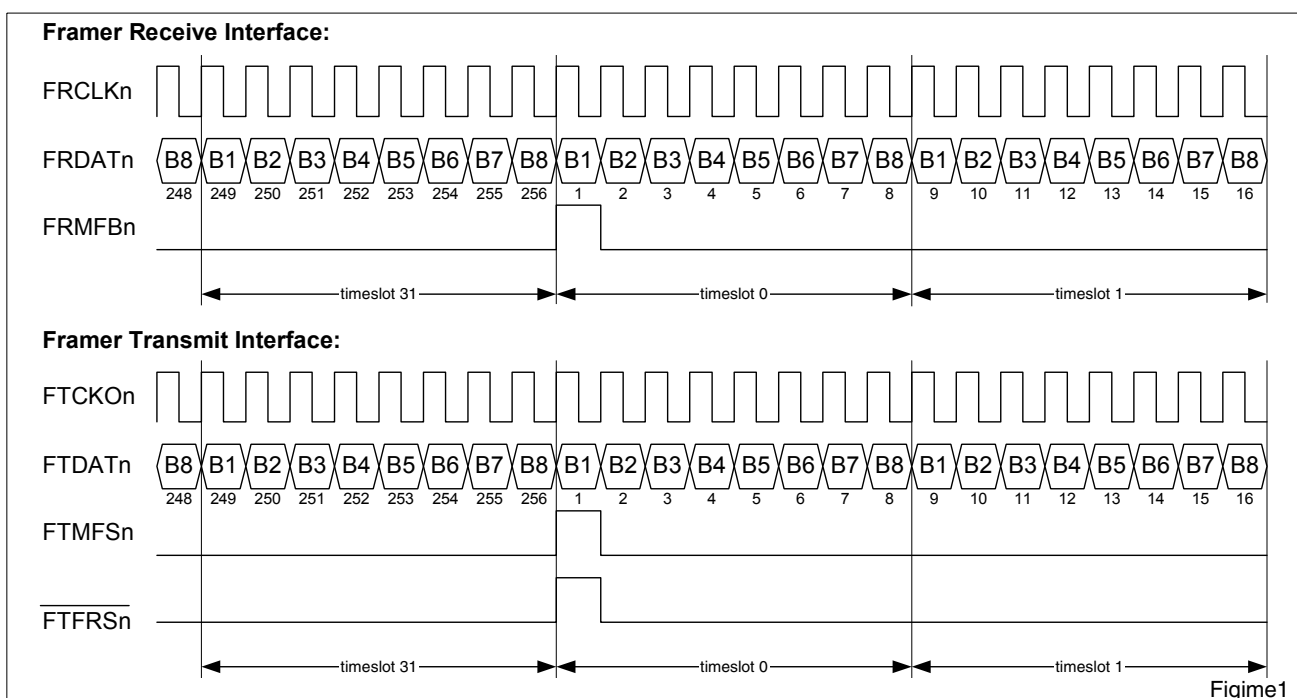 Framer Receive Interface:
FRCLKn
FRDATn B8 B1 B2 B3 B4 B5 B6 B7 B8 B1 B2 B3 B4 B5 B6 B7 B8 B1 B2 B3 B4 B5 B6 B7 B8
248 249 250 251 252 253 254 255 256 1 2 3 4 5 6 7 8 9 10 11 12 13 14 15 16
FRMFBn
timeslot 31 timeslot 0 timeslot 1
Framer Transmit Interface:
FTCKOn
FTDATn B8 B1 B2 B3 B4 B5 B6 B7 B8 B1 B2 B3 B4 B5 B6 B7 B8 B1 B2 B3 B4 B5 B6 B7 B8
248 249 250 251 252 253 254 255 256 1 2 3 4 5 6 7 8 9 10 11 12 13 14 15 16
FTMFSn
FTFRSn
timeslot 31 timeslot 0 timeslot 1
Figime1